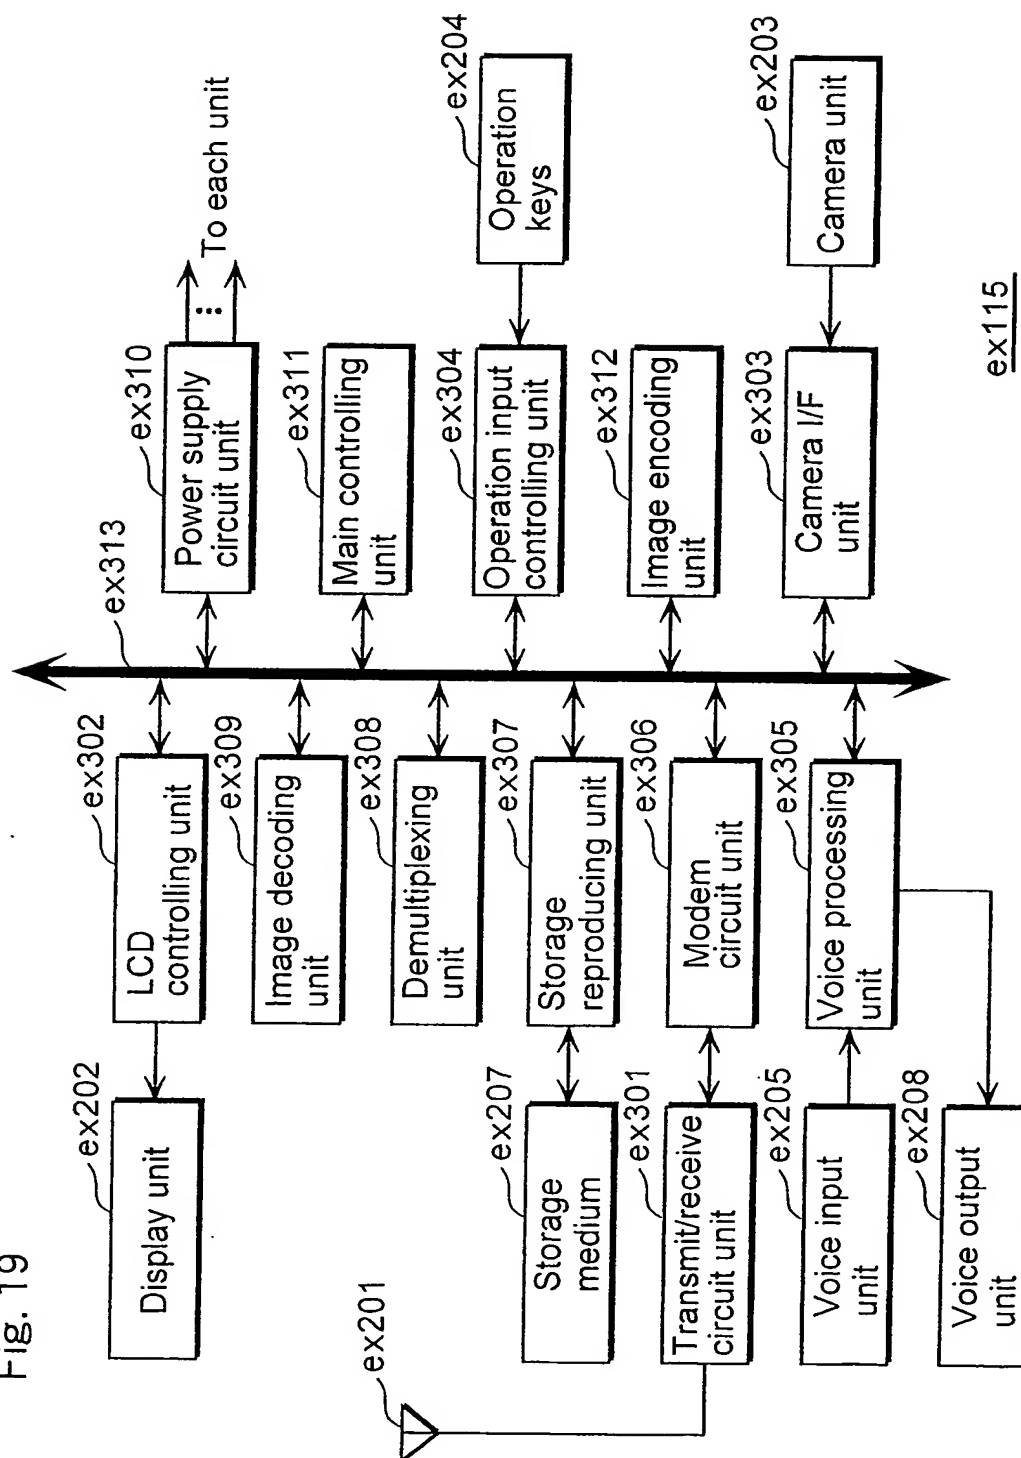 Fig. 19
ex115
ex201
Display unit
ex202
LCD
controlling unit
ex302
Image decoding
unit
ex309
Demultiplexing
unit
ex308
Storage
medium
ex207
Storage
reproducing unit
ex307
Transmit/receive
circuit unit
ex301
Modem
circuit unit
ex306
Voice input
unit
ex205
Voice processing
unit
ex305
Voice output
unit
ex208
ex313
Power supply
circuit unit
ex310
To each unit
Main controlling
unit
ex311
Operation input
controlling unit
ex304
Operation
keys
ex204
Image encoding
unit
ex312
Camera I/F
unit
ex303
Camera unit
ex203